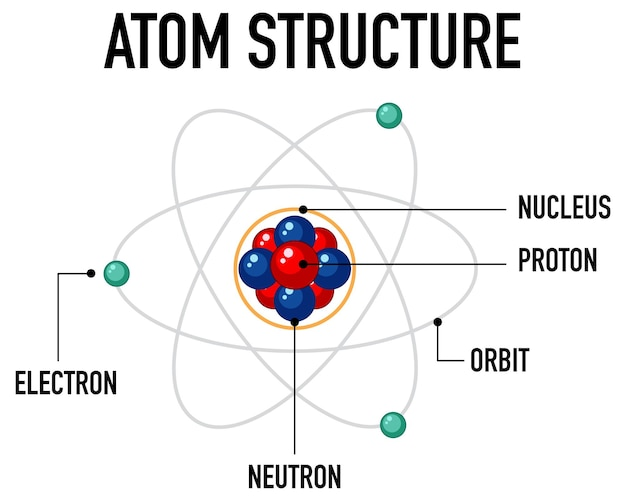 ATOM STRUCTURE
NUCLEUS
PROTON
ORBIT
ELECTRON
NEUTRON